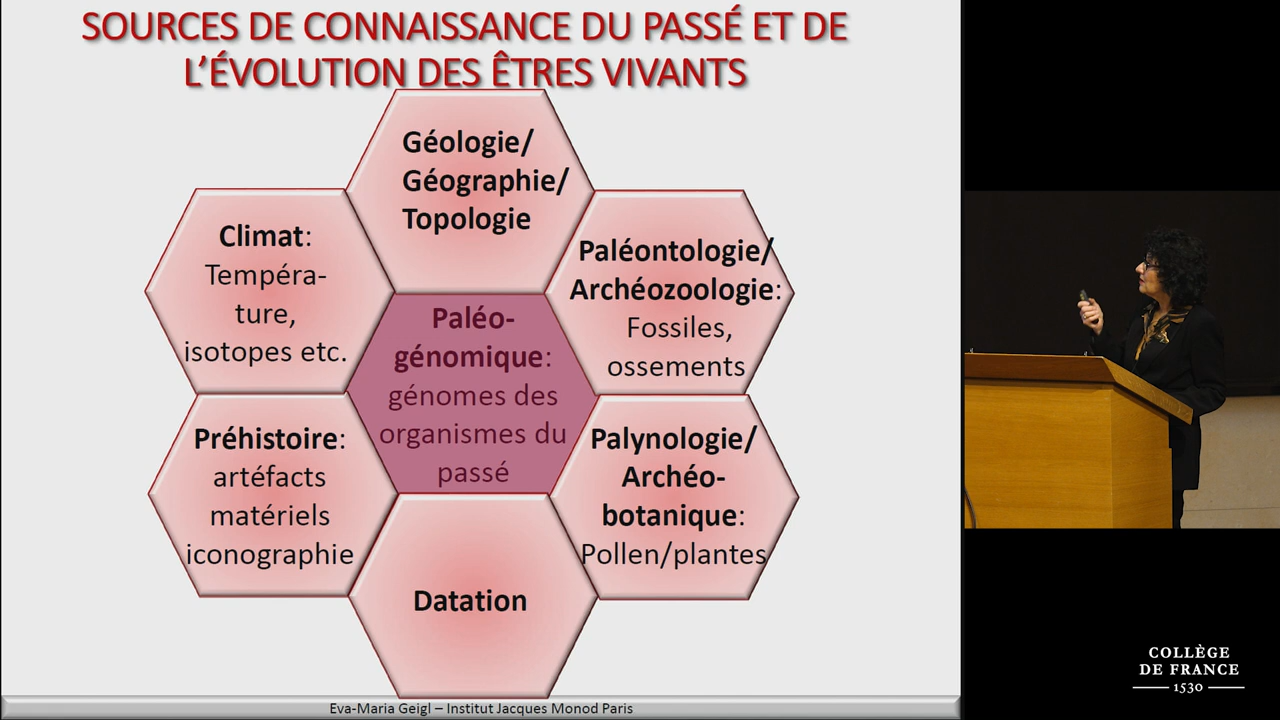 SOURCES DE CONNAISSANCE DU PASSÉ ET DE
L'ÉVOLUTION DES ÊTRES VIVANTS
Géologie/
Géographie/
Topologie
Climat:
Tempéra-
ture,
isotopes etc.
Paléontologie/
Archéozoologie:
Fossiles,
ossements
Paléo-
génomique:
génomes des
organismes du
passé
Préhistoire:
artéfacts
matériels
iconographie
Palynologie/
Archéo-
botanique:
Pollen/plantes
Datation
Eva-Maria Geigl – Institut Jacques Monod Paris
COLLÈGE
DE FRANCE
1530